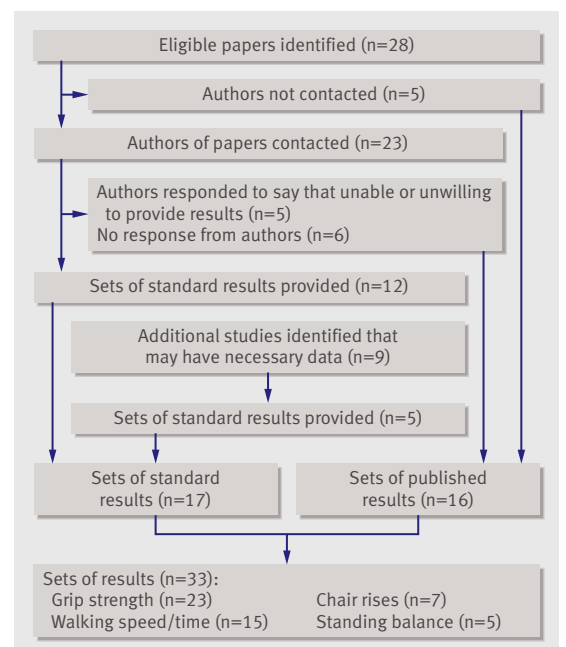 Eligible papers identified (n=28)
Authors not contacted (n=5)
Authors of papers contacted (n=23)
Authors responded to say that unable or unwilling
to provide results (n=5)
No response from authors (n=6)
Sets of standard results provided (n=12)
Additional studies identified that
may have necessary data (n=9)
Sets of standard results provided (n=5)
Sets of standard
results (n=17)
Sets of published
results (n=16)
Sets of results (n=33):
Grip strength (n=23)
Walking speed/time (n=15)
Chair rises (n=7)
Standing balance (n=5)